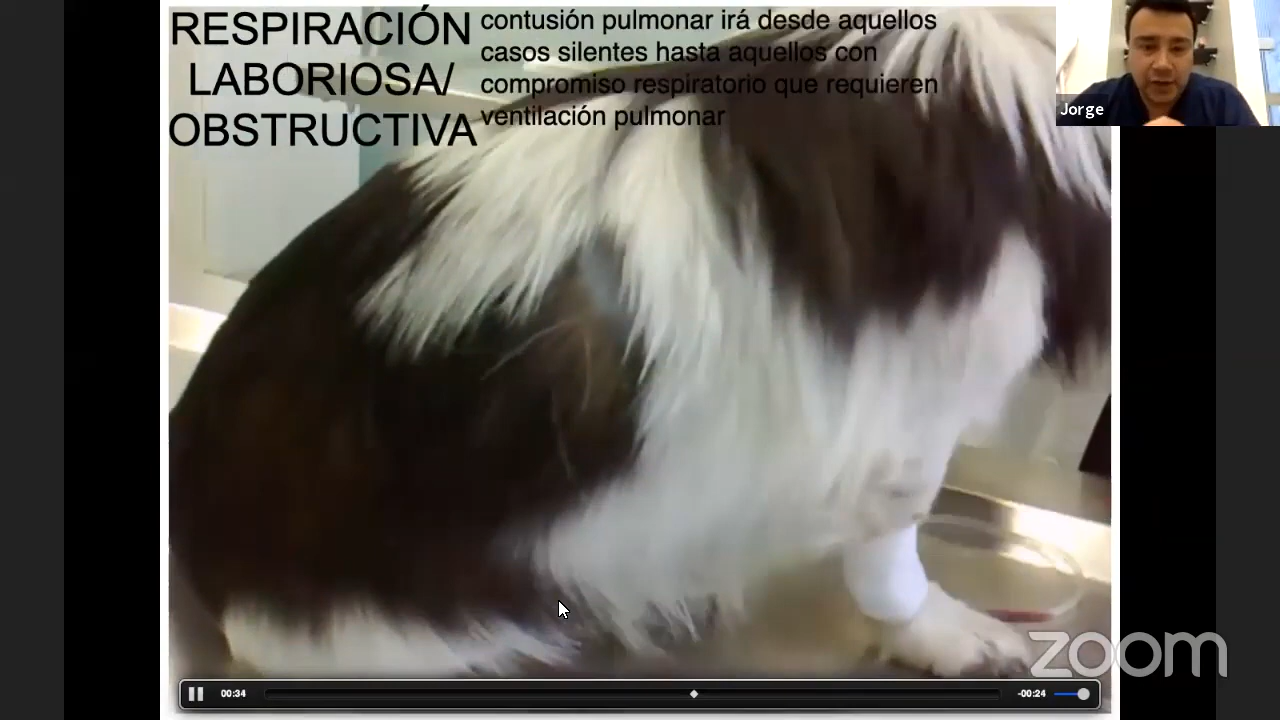 RESPIRACIÓN
LABORIOSA/
OBSTRUCTIVA
contusión pulmonar irá desde aquellos
casos silentes hasta aquellos con
compromiso respiratorio que requieren
ventilación pulmonar
Jorge
00:34
-00:24
zoom